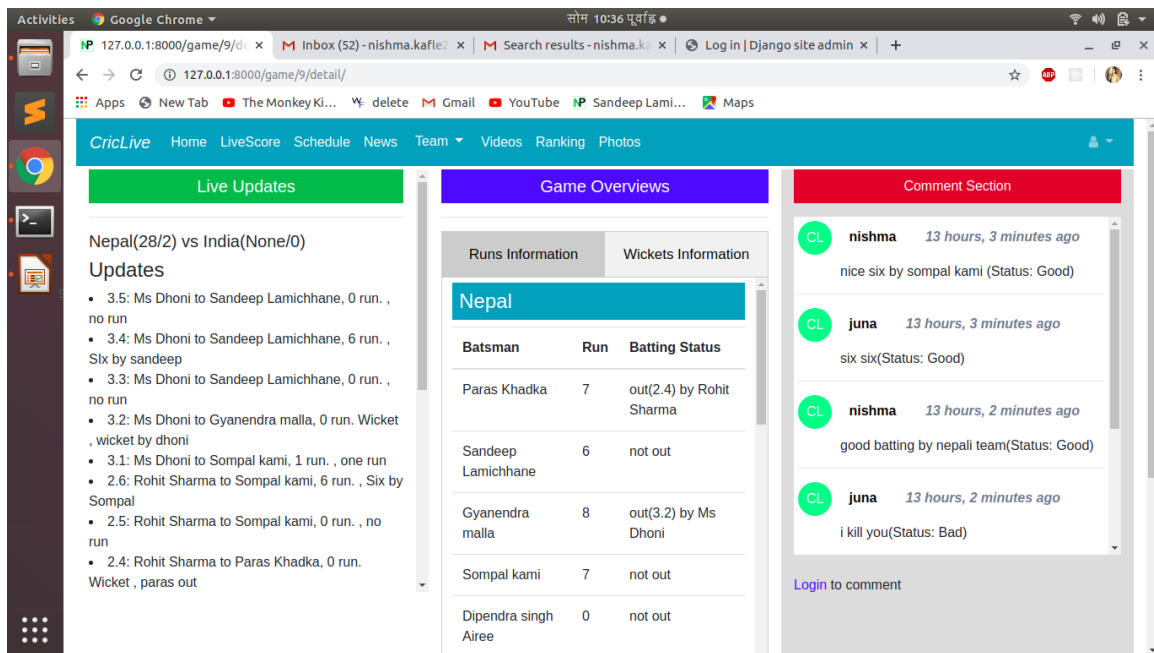 Activities Google Chrome सोम 10:36 पूर्वाह्न
127.0.0.1:8000/game/9/de Inbox (52) - nishma.kafle2 Search results - nishma.ka Log in | Django site admin
127.0.0.1:8000/game/9/detail/ ABP
Apps New Tab The Monkey Ki... delete Gmail YouTube Sandeep Lami... Maps
CricLive Home LiveScore Schedule News Team Videos Ranking Photos
Live Updates
Nepal(28/2) vs India(None/0)
Updates
3.5: Ms Dhoni to Sandeep Lamichhane, 0 run. ,
no run
3.4: Ms Dhoni to Sandeep Lamichhane, 6 run. ,
SIx by sandeep
3.3: Ms Dhoni to Sandeep Lamichhane, 0 run. ,
no run
3.2: Ms Dhoni to Gyanendra malla, 0 run. Wicket
, wicket by dhoni
3.1: Ms Dhoni to Sompal kami, 1 run. , one run
2.6: Rohit Sharma to Sompal kami, 6 run. , Six by
Sompal
2.5: Rohit Sharma to Sompal kami, 0 run. , no
run
2.4: Rohit Sharma to Paras Khadka, 0 run.
Wicket , paras out
Game Overviews
Runs Information Wickets Information
Nepal
Batsman Run Batting Status
Paras Khadka 7 out(2.4) by Rohit
Sharma
Sandeep 6 not out
Lamichhane
Gyanendra 8 out(3.2) by Ms
malla Dhoni
Sompal kami 7 not out
Dipendra singh 0 not out
Airee
Comment Section
CL nishma 13 hours, 3 minutes ago
nice six by sompal kami (Status: Good)
CL juna 13 hours, 3 minutes ago
six six(Status: Good)
CL nishma 13 hours, 2 minutes ago
good batting by nepali team(Status: Good)
CL juna 13 hours, 2 minutes ago
i kill you(Status: Bad)
Login to comment